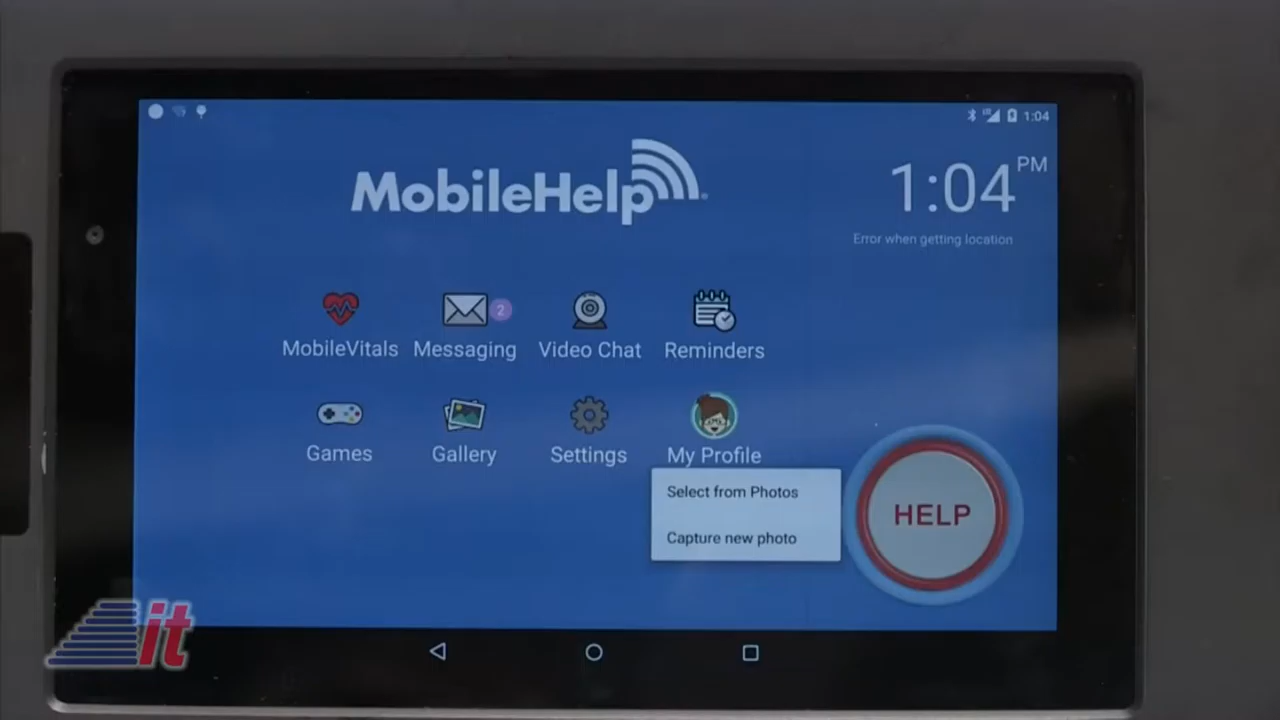 1:04
MobileHelp
1:04 PM
Error when getting location
MobileVitals
Messaging
2
Video Chat
Reminders
Games
Gallery
Settings
My Profile
Select from Photos
Capture new photo
HELP
it